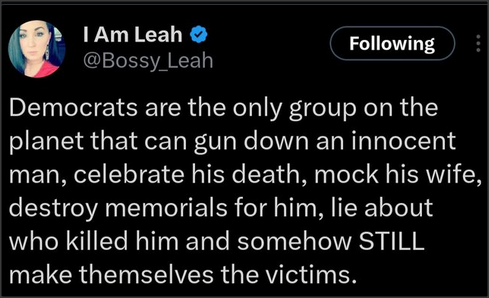 I Am Leah
Following
@Bossy_Leah
Democrats are the only group on the
planet that can gun down an innocent
man, celebrate his death, mock his wife,
destroy memorials for him, lie about
who killed him and somehow STILL
make themselves the victims.